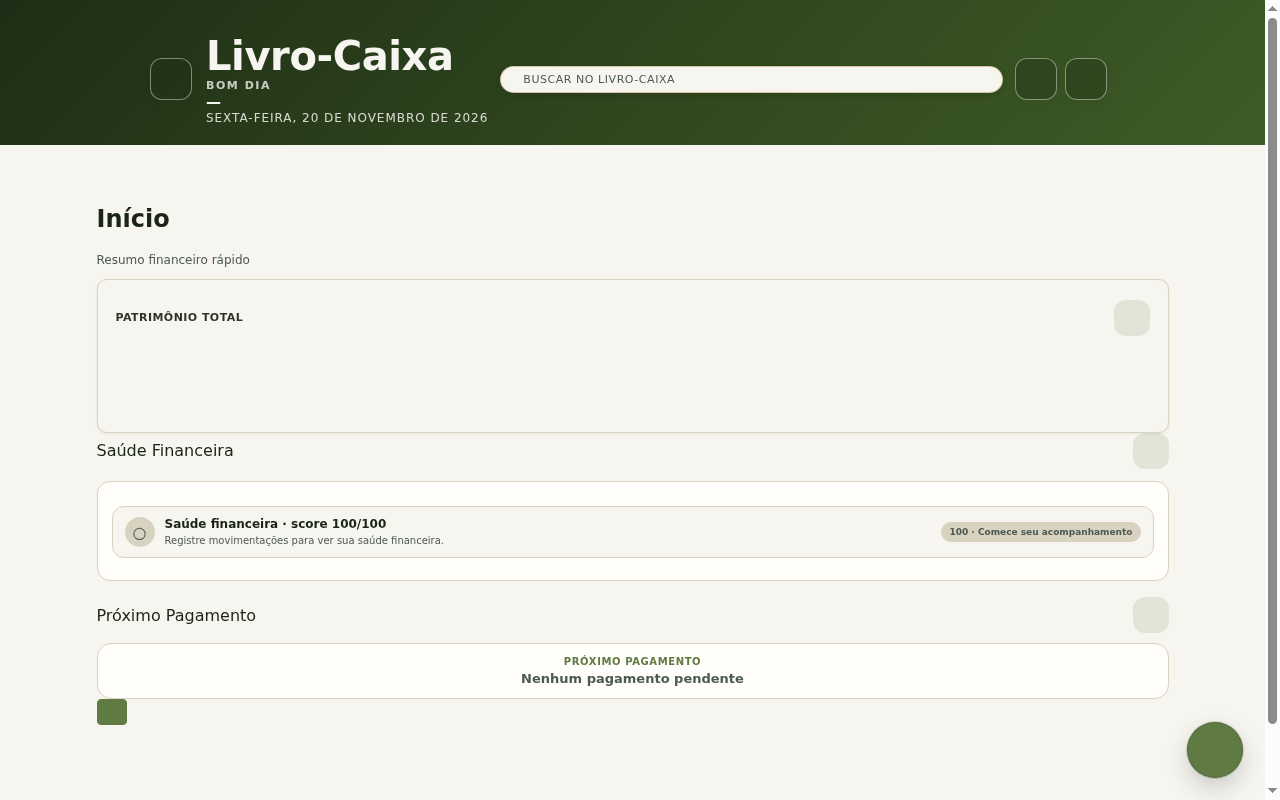 Livro-Caixa
BOM DIA
—
SEXTA-FEIRA, 20 DE NOVEMBRO DE 2026
BUSCAR NO LIVRO-CAIXA
Início
Resumo financeiro rápido
PATRIMÔNIO TOTAL
Saúde Financeira
Saúde financeira · score 100/100
Registre movimentações para ver sua saúde financeira.
100 · Comece seu acompanhamento
Próximo Pagamento
PRÓXIMO PAGAMENTO
Nenhum pagamento pendente